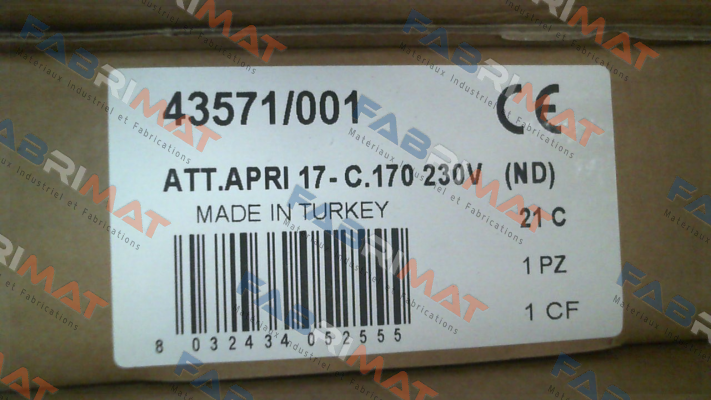 43571/001
CE
ATT.APRI 17- C.170 230V (ND)
MADE IN TURKEY
21 C
1 PZ
1 CF
8 032434 052555
FABRIMAT
Materiaux Industriel et Fabrications